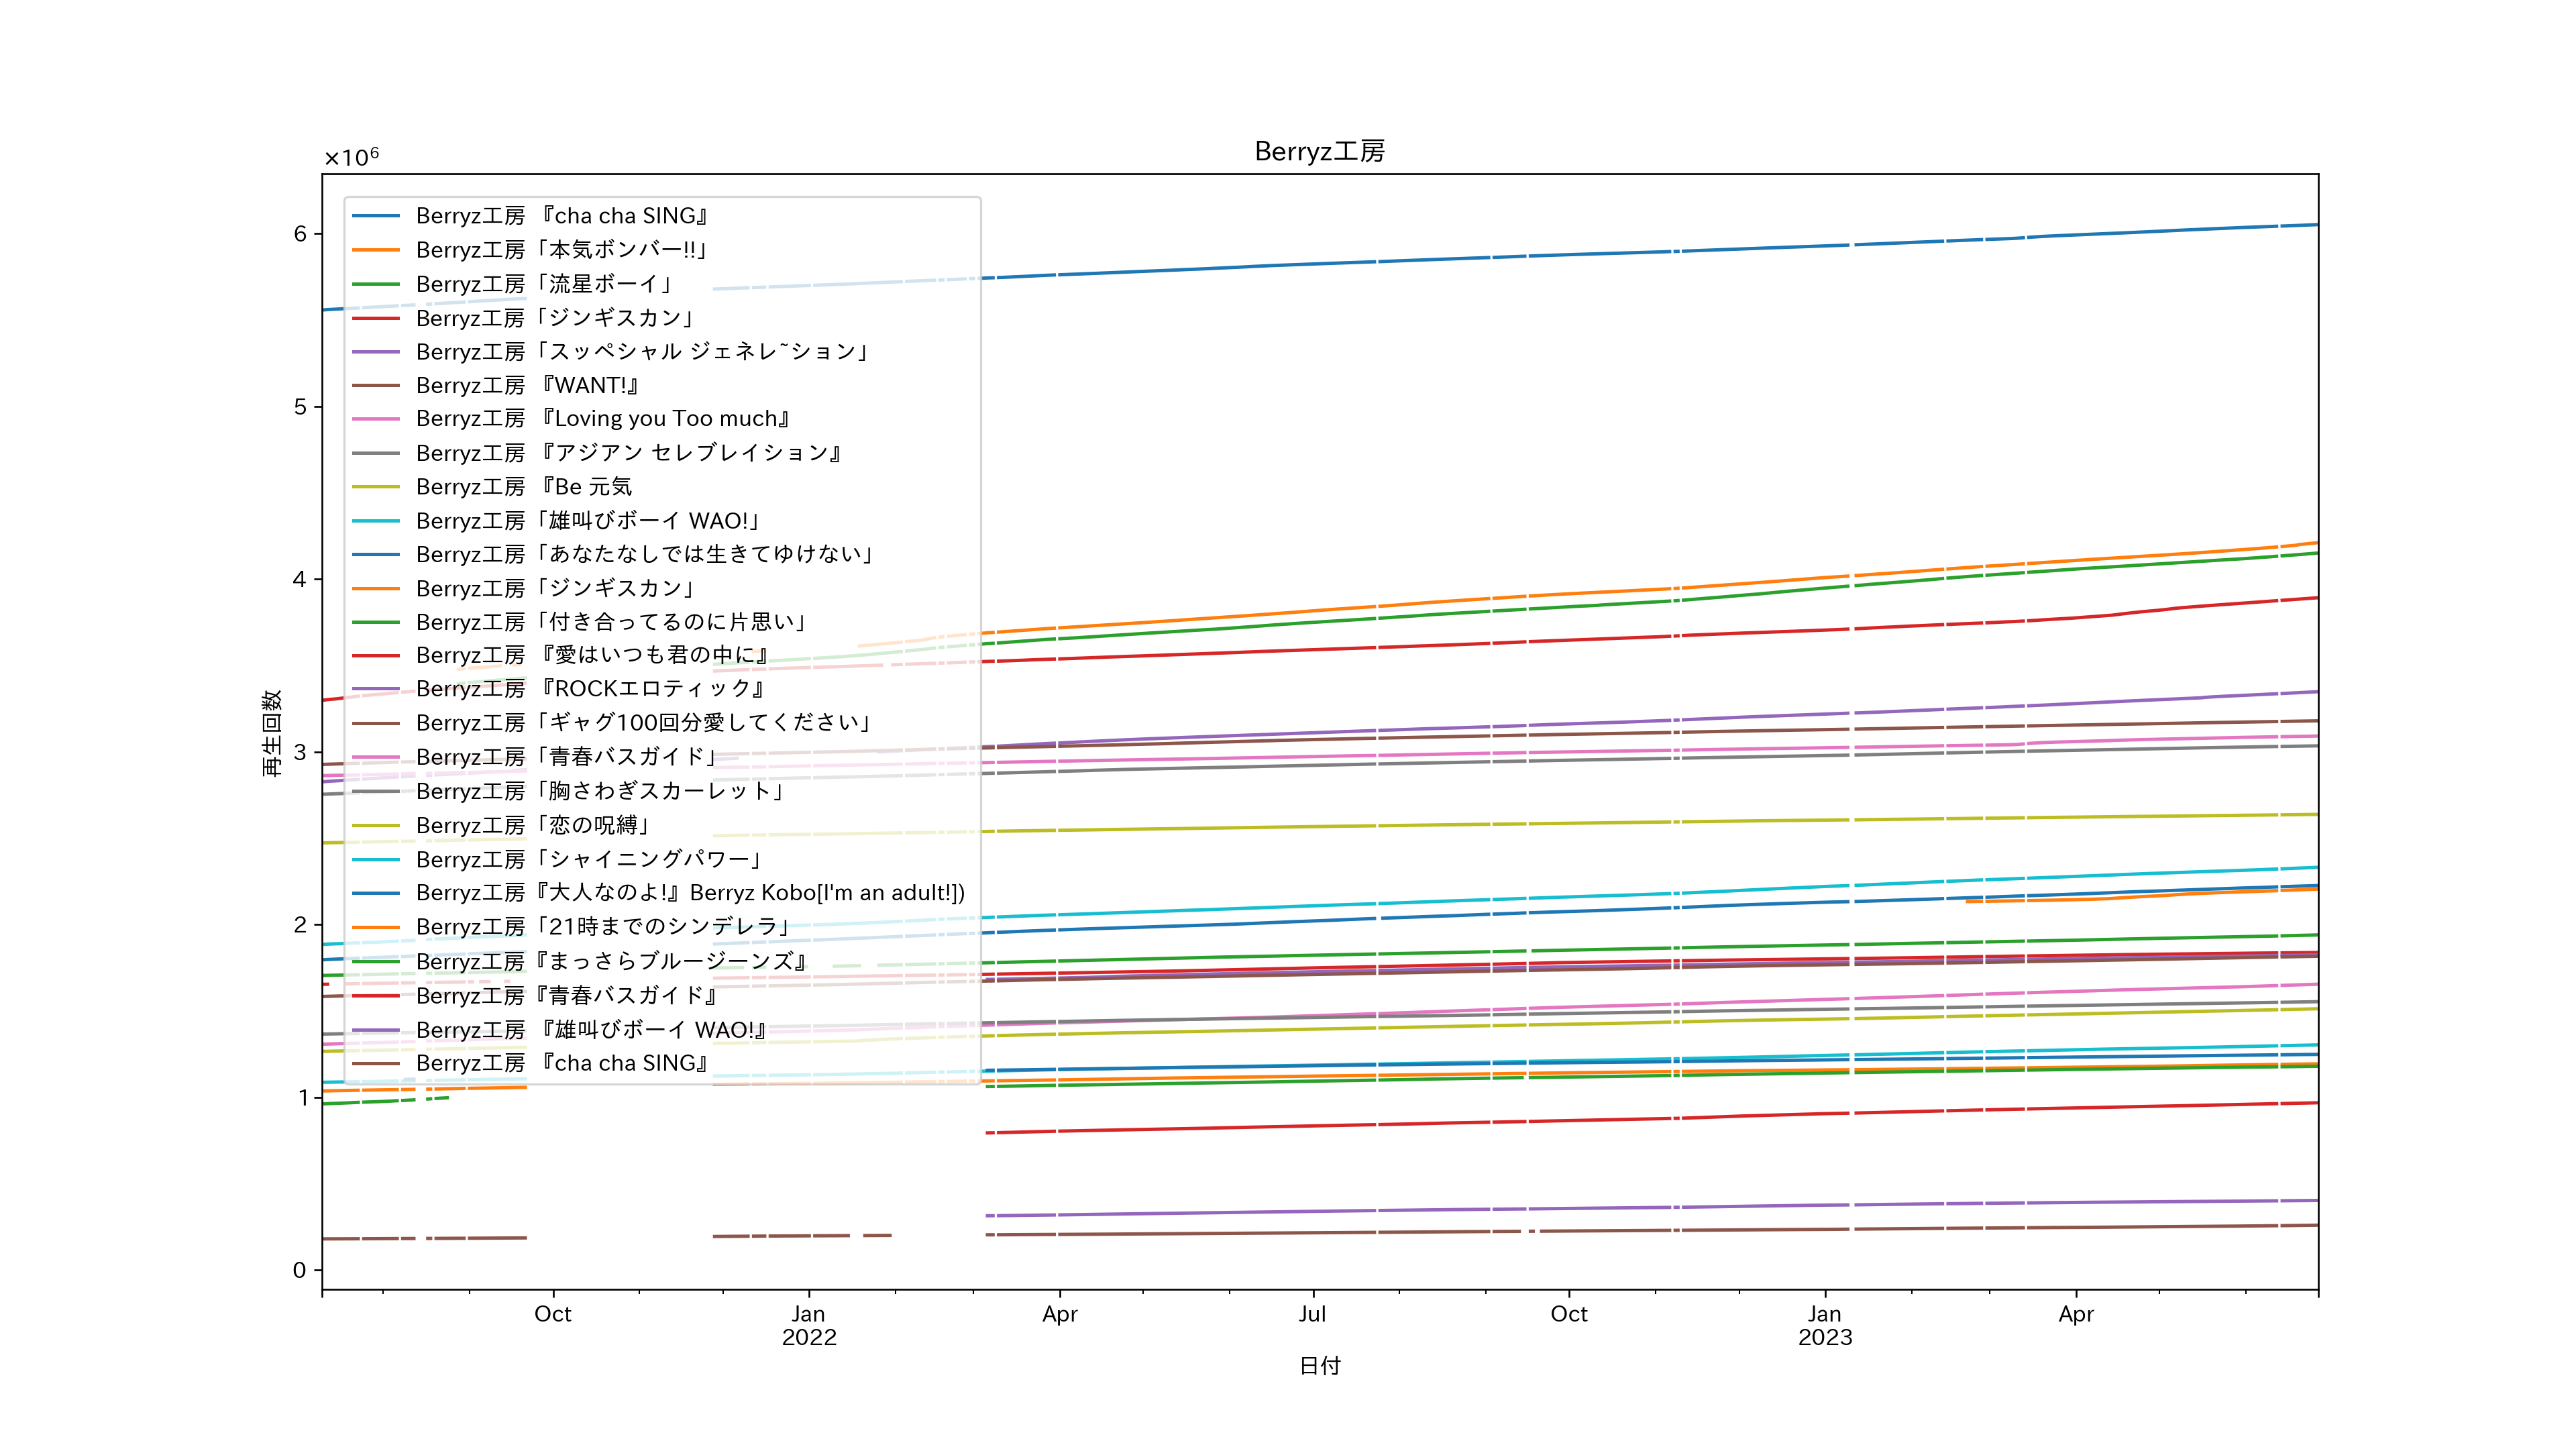 Berryz工房
×10⁶
Berryz工房 『cha cha SING』
Berryz工房「本気ボンバー!!」
Berryz工房「流星ボーイ」
Berryz工房「ジンギスカン」
Berryz工房「スッペシャル ジェネレ~ション」
Berryz工房 『WANT!』
Berryz工房 『Loving you Too much』
Berryz工房 『アジアン セレブレイション』
Berryz工房 『Be 元気
Berryz工房「雄叫びボーイ WAO!」
Berryz工房「あなたなしでは生きてゆけない」
Berryz工房「ジンギスカン」
Berryz工房「付き合ってるのに片思い」
Berryz工房 『愛はいつも君の中に』
Berryz工房 『ROCKエロティック』
Berryz工房「ギャグ100回分愛してください」
Berryz工房「青春バスガイド」
Berryz工房「胸さわぎスカーレット」
Berryz工房「恋の呪縛」
Berryz工房「シャイニングパワー」
Berryz工房『大人なのよ!』Berryz Kobo[I'm an adult!])
Berryz工房「21時までのシンデレラ」
Berryz工房『まっさらブルージーンズ』
Berryz工房『青春バスガイド』
Berryz工房 『雄叫びボーイ WAO!』
Berryz工房 『cha cha SING』
再生回数
6
5
4
3
2
1
0
Oct
Jan
2022
Apr
Jul
Oct
Jan
2023
Apr
日付